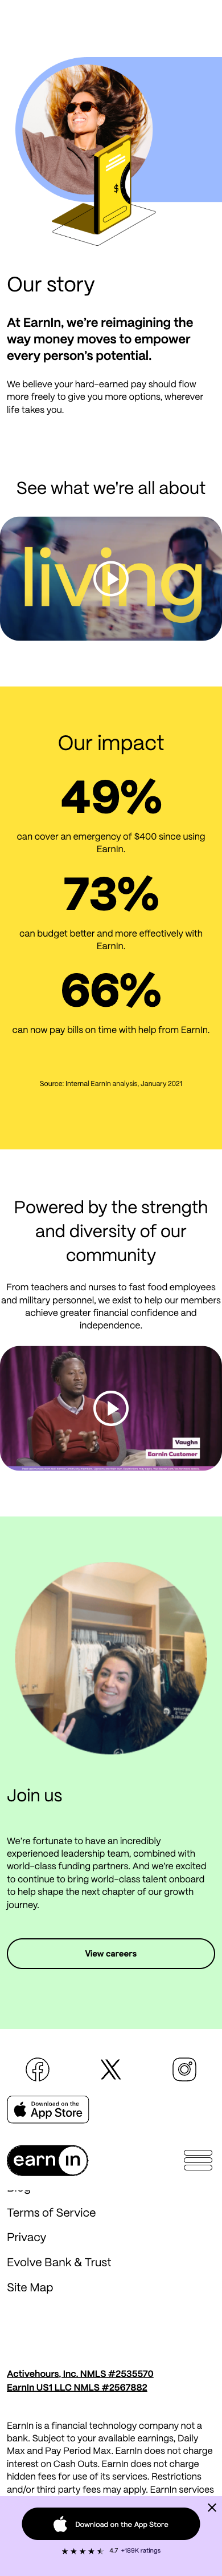 $
Our story
At EarnIn, we're reimagining the
way money moves to empower
every person's potential.
We believe your hard-earned pay should flow
more freely to give you more options, wherever
life takes you.
See what we're all about
living
Our impact
49%
can cover an emergency of $400 since using
EarnIn.
73%
can budget better and more effectively with
EarnIn.
66%
can now pay bills on time with help from EarnIn.
Source: Internal EarnIn analysis, January 2021
Powered by the strength
and diversity of our
community
From teachers and nurses to fast food employees
and military personnel, we exist to help our members
achieve greater financial confidence and
independence.
Vaughn
EarnIn Customer
Join us
We're fortunate to have an incredibly
experienced leadership team, combined with
world-class funding partners. And we're excited
to continue to bring world-class talent onboard
to help shape the next chapter of our growth
journey.
View careers
Download on the
App Store
earnin
Terms of Service
Privacy
Evolve Bank & Trust
Site Map
Activehours, Inc. NMLS #2535570
EarnIn US1 LLC NMLS #2567882
EarnIn is a financial technology company not a
bank. Subject to your available earnings, Daily
Max and Pay Period Max. EarnIn does not charge
interest on Cash Outs. EarnIn does not charge
hidden fees for use of its services. Restrictions
and/or third party fees may apply. EarnIn services
Download on the App Store
4.7 +189K ratings